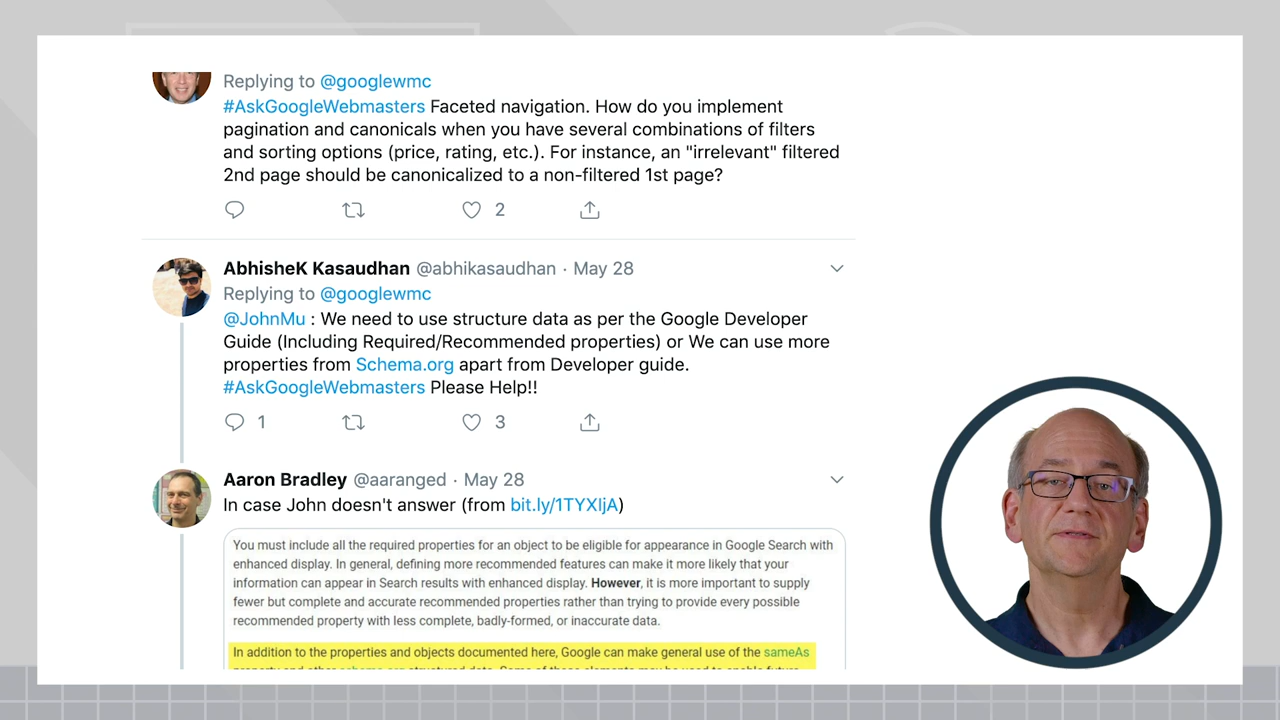 Replying to @googlewmc
#AskGoogleWebmasters Faceted navigation. How do you implement
pagination and canonicals when you have several combinations of filters
and sorting options (price, rating, etc.). For instance, an "irrelevant" filtered
2nd page should be canonicalized to a non-filtered 1st page?
2
AbhisheK Kasaudhan @abhikasaudhan · May 28
Replying to @googlewmc
@JohnMu : We need to use structure data as per the Google Developer
Guide (Including Required/Recommended properties) or We can use more
properties from Schema.org apart from Developer guide.
#AskGoogleWebmasters Please Help!!
1 3
Aaron Bradley @aaranged · May 28
In case John doesn't answer (from bit.ly/1TYXIjA)
You must include all the required properties for an object to be eligible for appearance in Google Search with
enhanced display. In general, defining more recommended features can make it more likely that your
information can appear in Search results with enhanced display. However, it is more important to supply
fewer but complete and accurate recommended properties rather than trying to provide every possible
recommended property with less complete, badly-formed, or inaccurate data.
In addition to the properties and objects documented here, Google can make general use of the sameAs